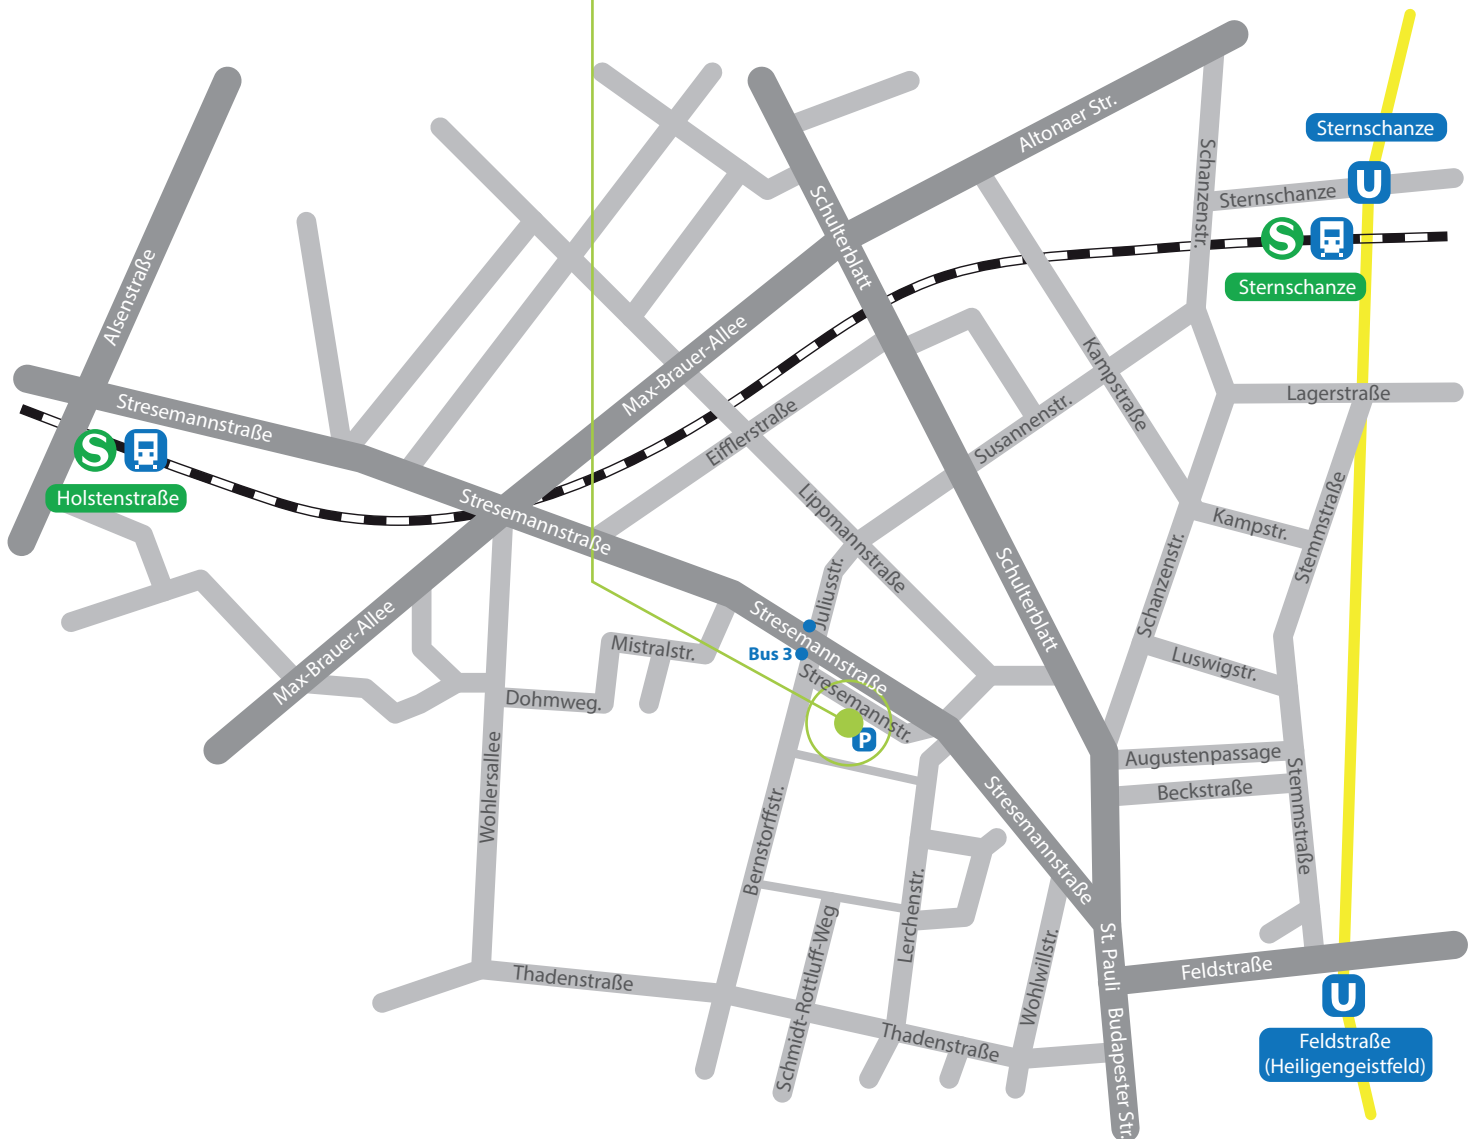 Altonaer Str.
Sternschanze
U
Schanzenstr.
Sternschanze
Schulterblatt
S
Sternschanze
Alsenstraße
Max-Brauer-Allee
Kampstraße
Lagerstraße
Stresemannstraße
Eifflerstraße
Susannenstr.
S
Holstenstraße
Stresemannstraße
Lippmannstraße
Kampstr.
Stemmstraße
Schanzenstr.
Schulterblatt
Juliusstr.
Max-Brauer-Allee
Mistralstr.
Bus 3
Stresemannstraße
Stresemannstr.
P
Luswigstr.
Dohmweg.
Wohlersallee
Augustenpassage
Beckstraße
Stemmstraße
Bernstorffstr.
Stresemannstraße
Lerchenstr.
Schmidt-Rottluff-Weg
Wohlwillstr.
St. Pauli
Feldstraße
Thadenstraße
Thadenstraße
Budapester Str.
U
Feldstraße
(Heiligengeistfeld)